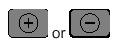 ⊕ or ⊖